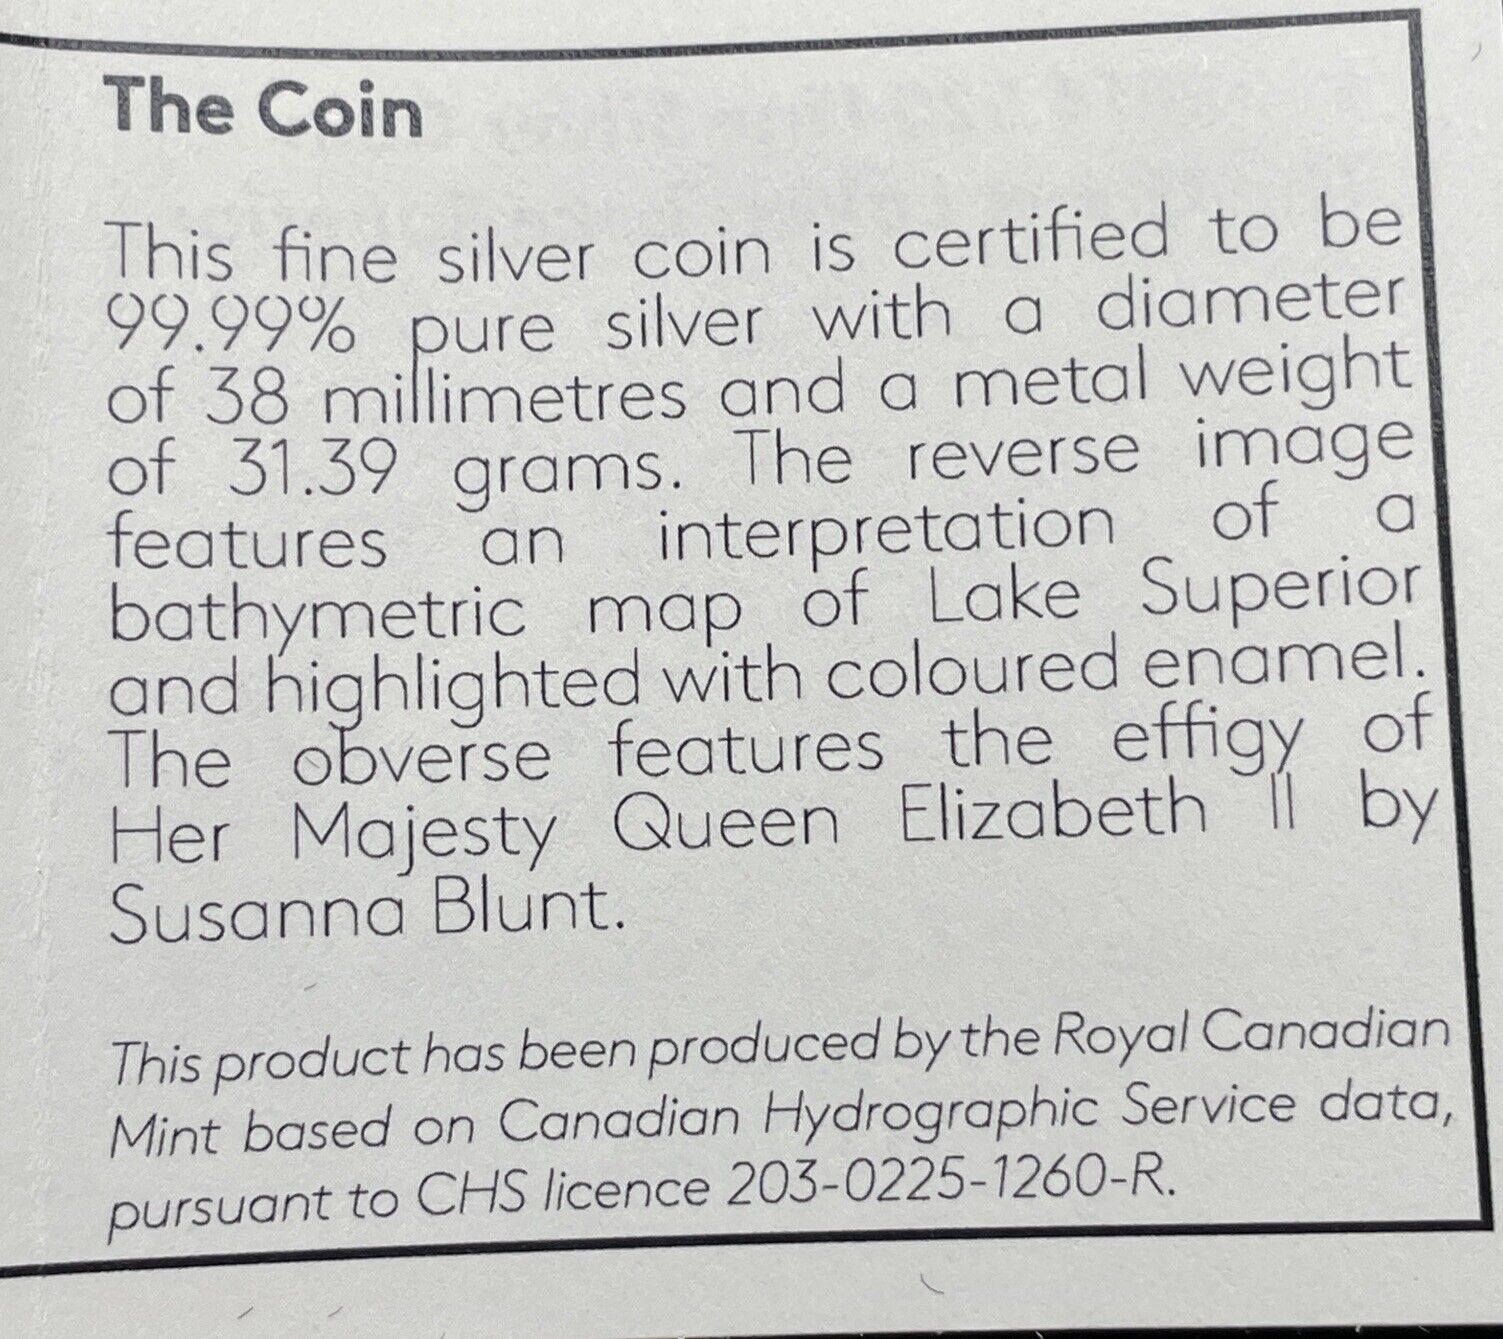 The Coin
This fine silver coin is certified to be
99.99% pure silver with a diameter
of 38 millimetres and a metal weight
of 31.39 grams. The reverse image
features an interpretation of a
bathymetric map of Lake Superior
and highlighted with coloured enamel.
The obverse features the effigy of
Her Majesty Queen Elizabeth II by
Susanna Blunt.
This product has been produced by the Royal Canadian
Mint based on Canadian Hydrographic Service data,
pursuant to CHS licence 203-0225-1260-R.